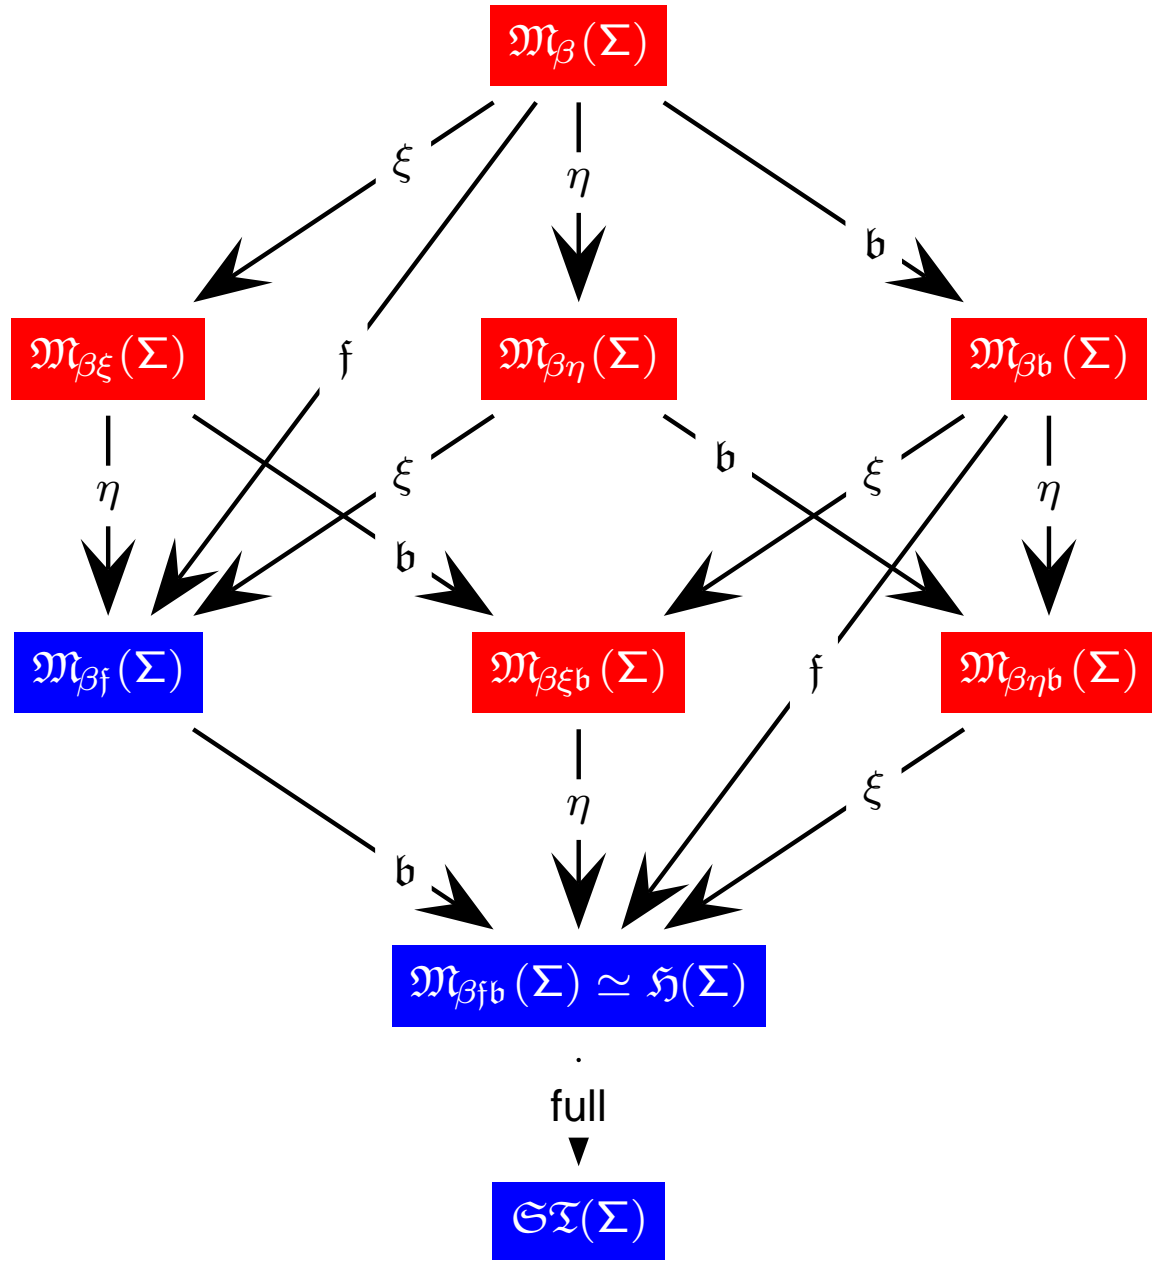 𝔐β(Σ)
ξ
η
𝔟
𝔐βξ(Σ) 𝔐βη(Σ) 𝔐β𝔟(Σ)
𝔣
η ξ 𝔟 ξ η
𝔟
𝔐β𝔣(Σ) 𝔐βξ𝔟(Σ) 𝔐βη𝔟(Σ)
𝔣
η ξ
𝔟
𝔐β𝔣𝔟(Σ) ≃ ℌ(Σ)
full
𝔖𝔗(Σ)